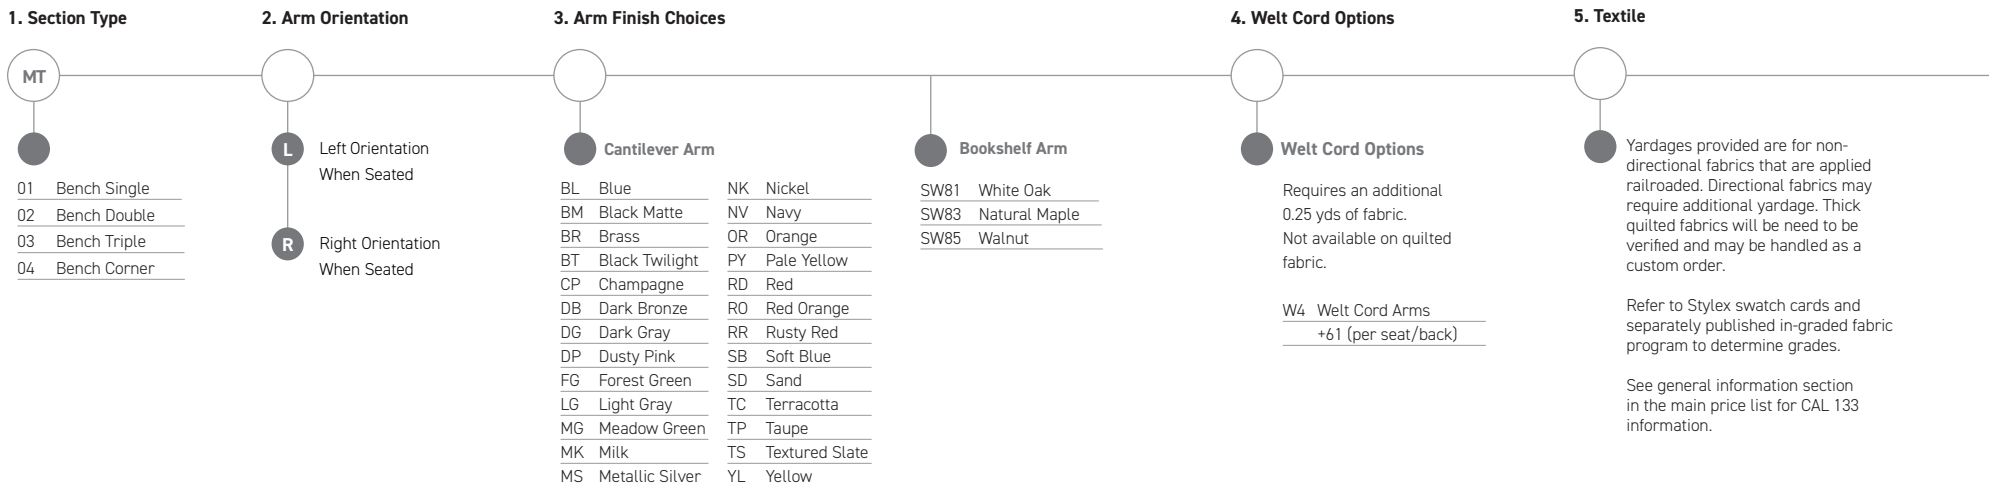 1. Section Type
MT
01 Bench Single
02 Bench Double
03 Bench Triple
04 Bench Corner
2. Arm Orientation
L Left Orientation
When Seated
R Right Orientation
When Seated
3. Arm Finish Choices
Cantilever Arm
BL Blue
BM Black Matte
BR Brass
BT Black Twilight
CP Champagne
DB Dark Bronze
DG Dark Gray
DP Dusty Pink
FG Forest Green
LG Light Gray
MG Meadow Green
MK Milk
MS Metallic Silver
NK Nickel
NV Navy
OR Orange
PY Pale Yellow
RD Red
RO Red Orange
RR Rusty Red
SB Soft Blue
SD Sand
TC Terracotta
TP Taupe
TS Textured Slate
YL Yellow
Bookshelf Arm
SW81 White Oak
SW83 Natural Maple
SW85 Walnut
4. Welt Cord Options
Welt Cord Options
Requires an additional
0.25 yds of fabric.
Not available on quilted
fabric.
W4 Welt Cord Arms
+61 (per seat/back)
5. Textile
Yardages provided are for non-
directional fabrics that are applied
railroaded. Directional fabrics may
require additional yardage. Thick
quilted fabrics will be need to be
verified and may be handled as a
custom order.
Refer to Stylex swatch cards and
separately published in-graded fabric
program to determine grades.
See general information section
in the main price list for CAL 133
information.